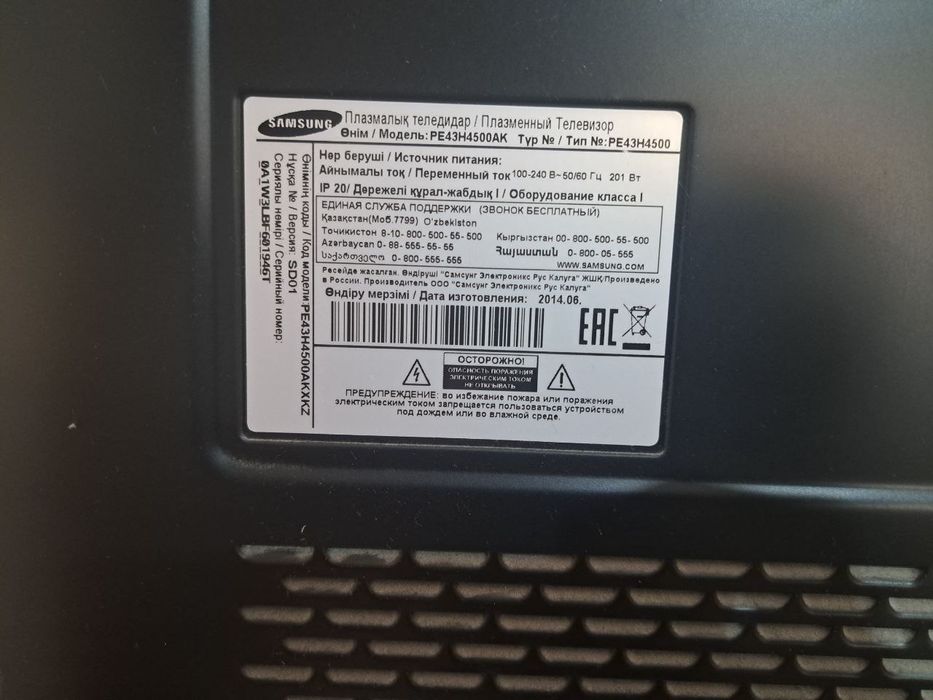 SAMSUNG
Плазмалық теледидар / Плазменный Телевизор
Өнім / Модель:PE43H4500AK Түр № / Тип №:PE43H4500
Нәр беруші / Источник питания:
Айнымалы тоқ / Переменный ток 100-240 В~50/60 Гц 201 Вт
IP 20/ Дәрежелі құрал-жабдық I / Оборудование класса I
ЕДИНАЯ СЛУЖБА ПОДДЕРЖКИ (ЗВОНОК БЕСПЛАТНЫЙ)
Қазақстан(Моб.7799) O'zbekiston
Точикистон 8-10-800-500-55-500 Кыргызстан 00-800-500-55-500
Azərbaycan 0-88-555-55-55 Հայաստան 0-800-05-555
საქართველო 0-800-555-555
WWW.SAMSUNG.COM
Ресейде жасалған. Өндіруші "Самсунг Электроникс Рус Калуга" ЖШҚ/Произведено
в России. Производитель ООО "Самсунг Электроникс Рус Калуга"
Өндіру мерзімі / Дата изготовления: 2014.06.
EAC
ОСТОРОЖНО!
ОПАСНОСТЬ ПОРАЖЕНИЯ
ЭЛЕКТРИЧЕСКИМ ТОКОМ
НЕ ОТКРЫВАТЬ
ПРЕДУПРЕЖДЕНИЕ: во избежание пожара или поражения
электрическим током запрещается пользоваться устройством
под дождем или во влажной среде.
Өнімнің коды / Код модели:PE43H4500AKXKZ
Нұсқа № / Версия: SD01
Сериялы нөмірі / Серийный номер:
0A1W3LBF601946T